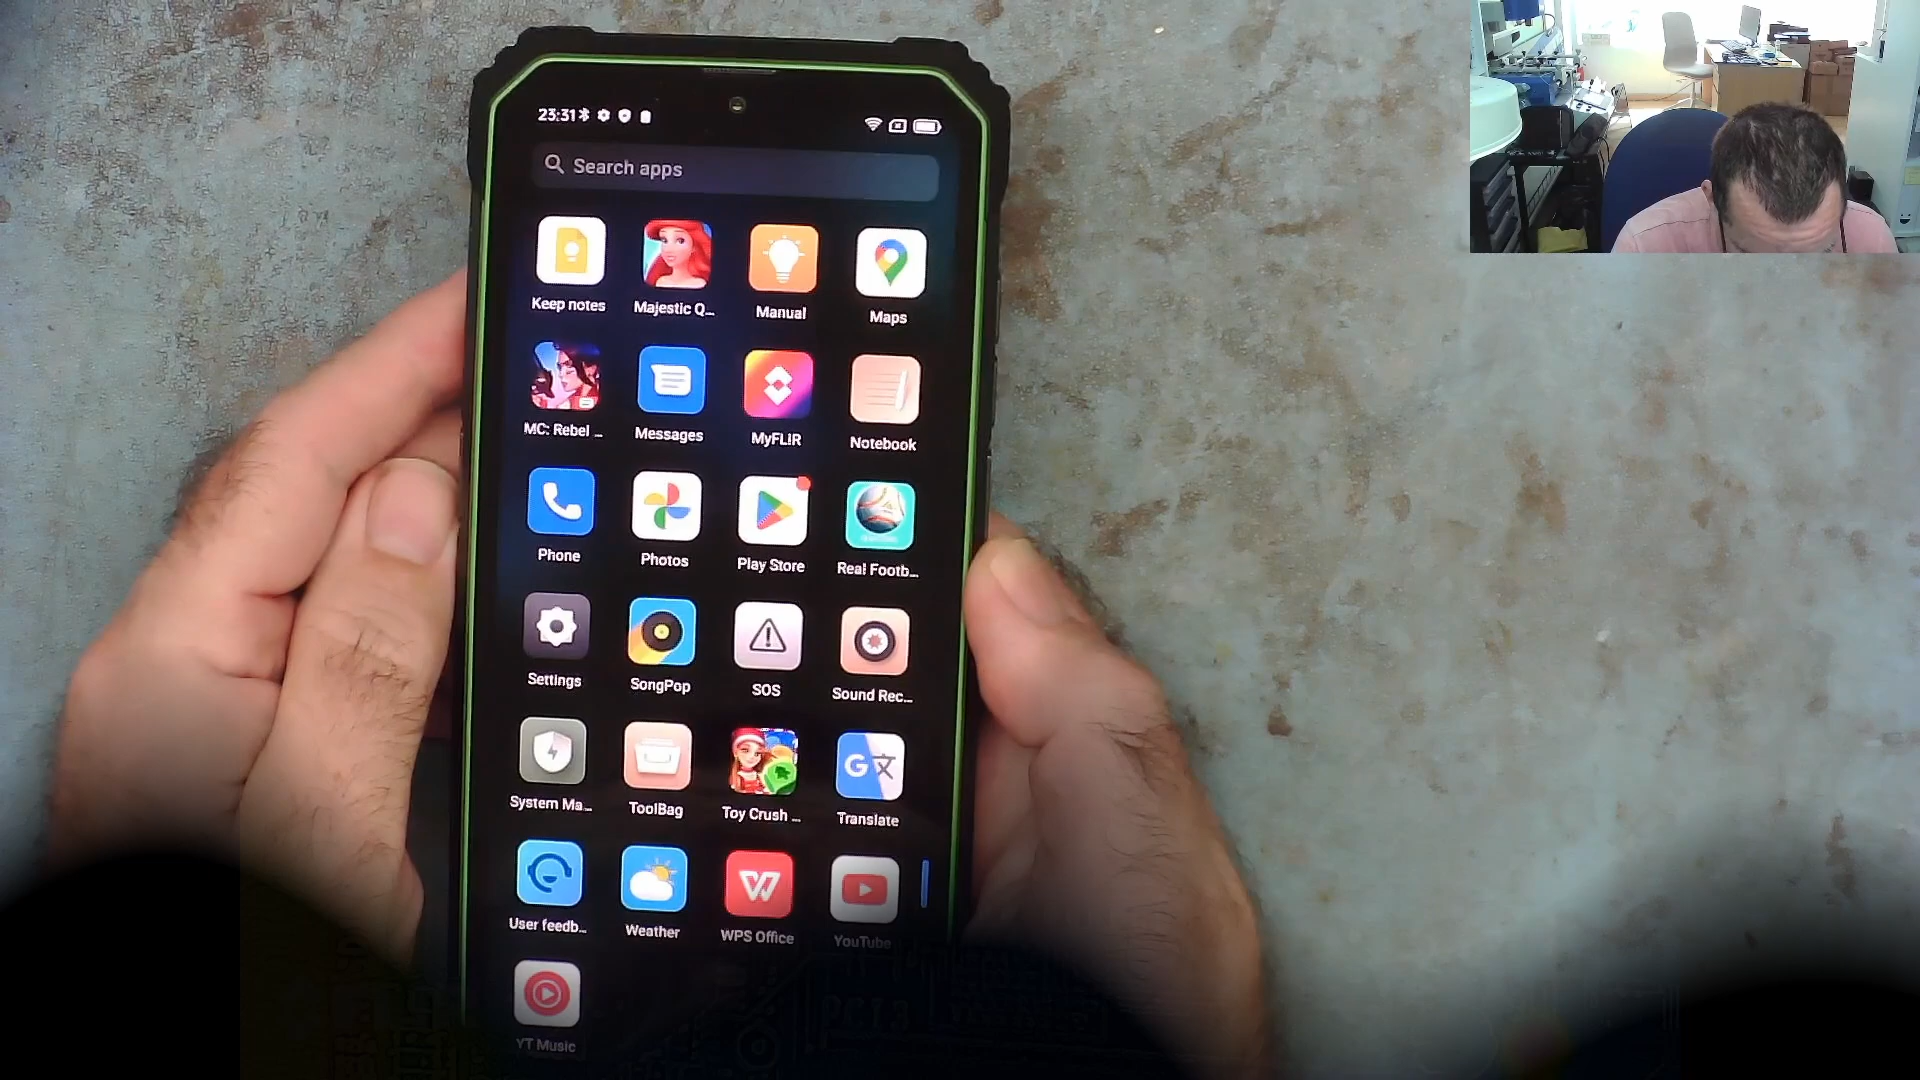 23:31
Search apps
Keep notes
Majestic Q...
Manual
Maps
MC: Rebel ...
Messages
MyFLIR
Notebook
Phone
Photos
Play Store
Real Footb...
Settings
SongPop
SOS
Sound Rec...
System Ma...
ToolBag
Toy Crush ...
G文
Translate
User feedb...
Weather
W
WPS Office
YouTube
YT Music